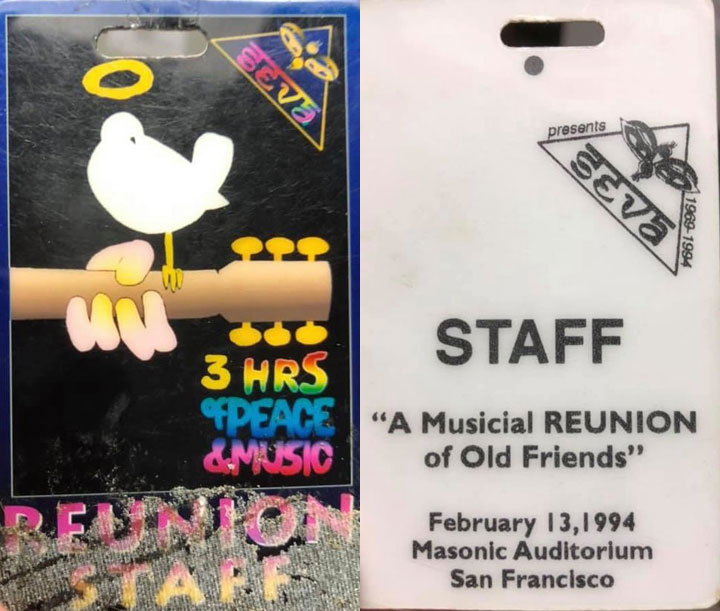 3 HRS
OF PEACE
& MUSIC
REUNION
STAFF
presents
1969-1994
STAFF
“A Musicial REUNION
of Old Friends”
February 13,1994
Masonic Auditorium
San Francisco